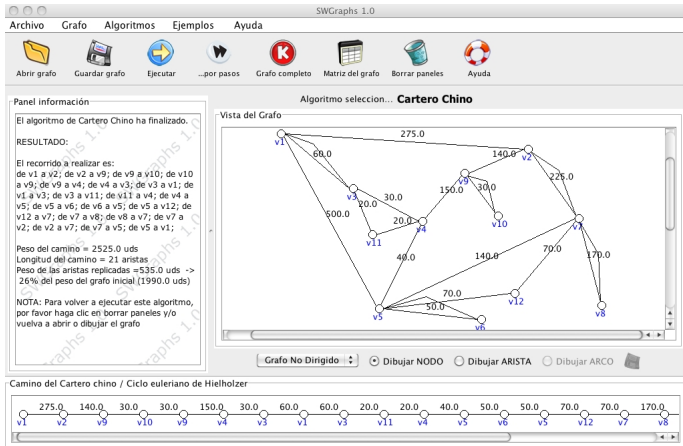 SWGraphs 1.0
Archivo Grafo Algoritmos Ejemplos Ayuda
Abrir grafo Guardar grafo Ejecutar ...por pasos Grafo completo Matriz del grafo Borrar paneles Ayuda
Panel información
Algoritmo seleccion... Cartero Chino
El algoritmo de Cartero Chino ha finalizado.
RESULTADO:
El recorrido a realizar es:
de v1 a v2; de v2 a v9; de v9 a v10; de v10
a v9; de v9 a v4; de v4 a v3; de v3 a v1; de
v1 a v3; de v3 a v11; de v11 a v4; de v4 a
v5; de v5 a v6; de v6 a v5; de v5 a v12; de
v12 a v7; de v7 a v8; de v8 a v7; de v7 a
v2; de v2 a v7; de v7 a v5; de v5 a v1;
Peso del camino = 2525.0 uds
Longitud del camino = 21 aristas
Peso de las aristas replicadas =535.0 uds ->
26% del peso del grafo inicial (1990.0 uds)
NOTA: Para volver a ejecutar este algoritmo,
por favor haga clic en borrar paneles y/o
vuelva a abrir o dibujar el grafo
Vista del Grafo
275.0
v1
60.0
140.0
v2
v9
225.0
v3
30.0
150.0
30.0
20.0
500.0
20.0
v11
v4
v10
v7
40.0
140.0
70.0
170.0
70.0
50.0
v5
v12
v6
v8
Grafo No Dirigido Dibujar NODO Dibujar ARISTA Dibujar ARCO
Camino del Cartero chino / Ciclo euleriano de Hielholzer
275.0 140.0 30.0 30.0 150.0 30.0 60.0 60.0 20.0 20.0 40.0 50.0 50.0 70.0 70.0 170.0
v1 v2 v9 v10 v9 v4 v3 v1 v3 v11 v4 v5 v6 v5 v12 v7 v8